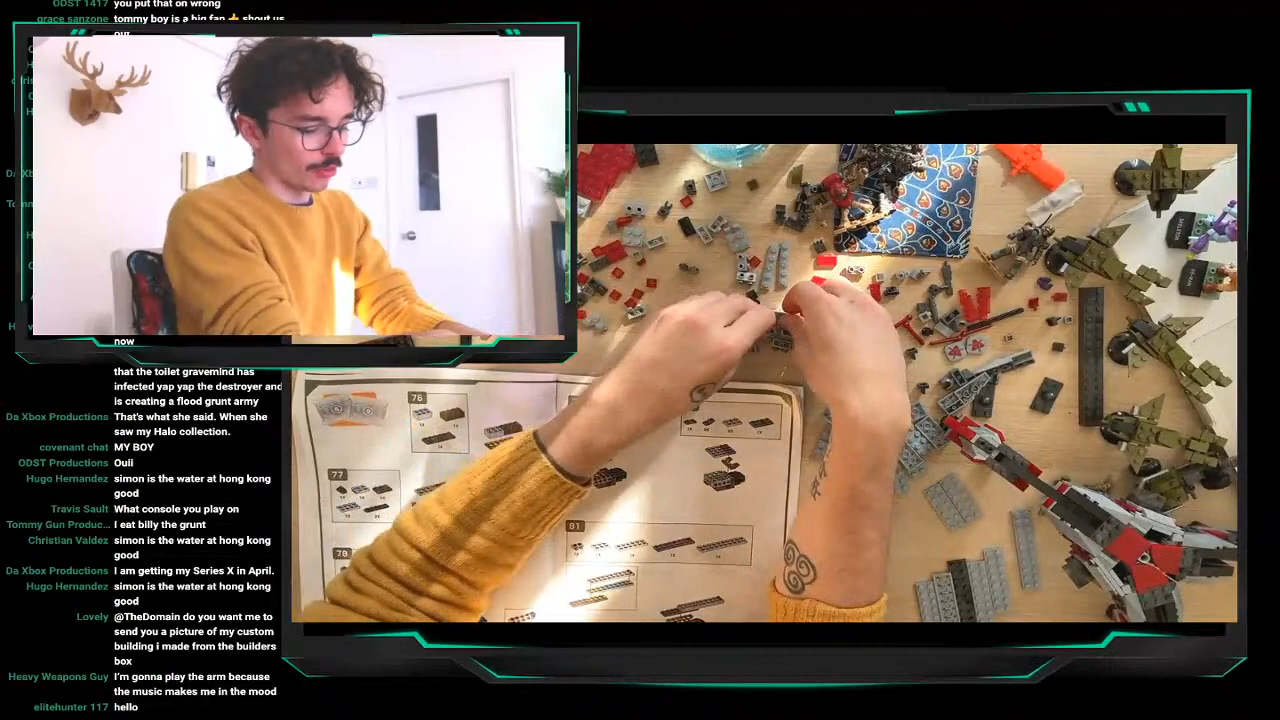 ODST 1417 you put that on wrong
grace sanzone tommy boy is a big fan 👍 shout us
out
now
that the toilet gravemind has
infected yap yap the destroyer and
is creating a flood grunt army
Da Xbox Productions That's what she said. When she
saw my Halo collection.
covenant chat MY BOY
ODST Productions Ouii
Hugo Hernandez simon is the water at hong kong
good
Travis Sault What console you play on
Tommy Gun Produc... I eat billy the grunt
Christian Valdez simon is the water at hong kong
good
Da Xbox Productions I am getting my Series X in April.
Hugo Hernandez simon is the water at hong kong
good
Lovely @TheDomain do you want me to
send you a picture of my custom
building i made from the builders
box
Heavy Weapons Guy I'm gonna play the arm because
the music makes me in the mood
elitehunter 117 hello
76
77
78
81